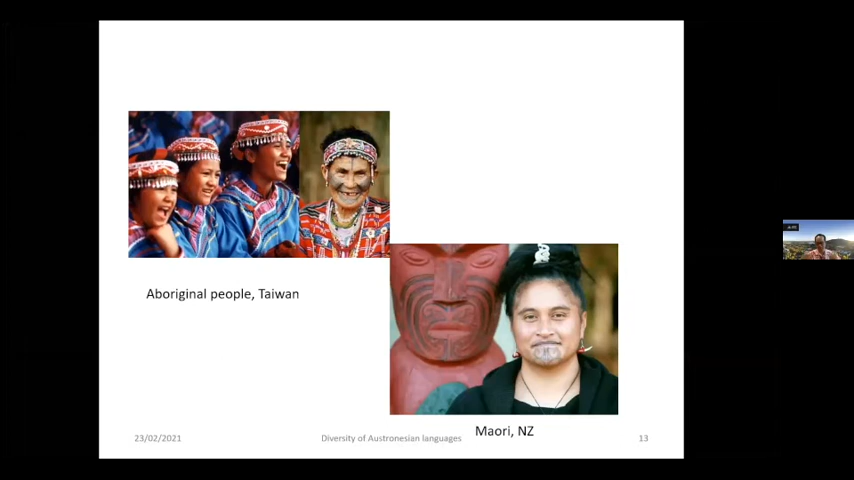 Aboriginal people, Taiwan
Maori, NZ
23/02/2021
Diversity of Austronesian languages
13